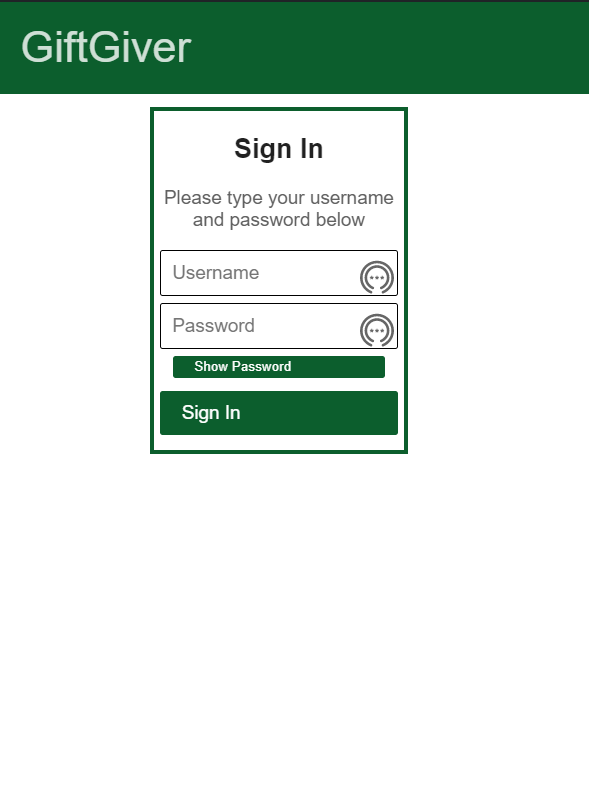 GiftGiver
Sign In
Please type your username
and password below
Username
Password
Show Password
Sign In